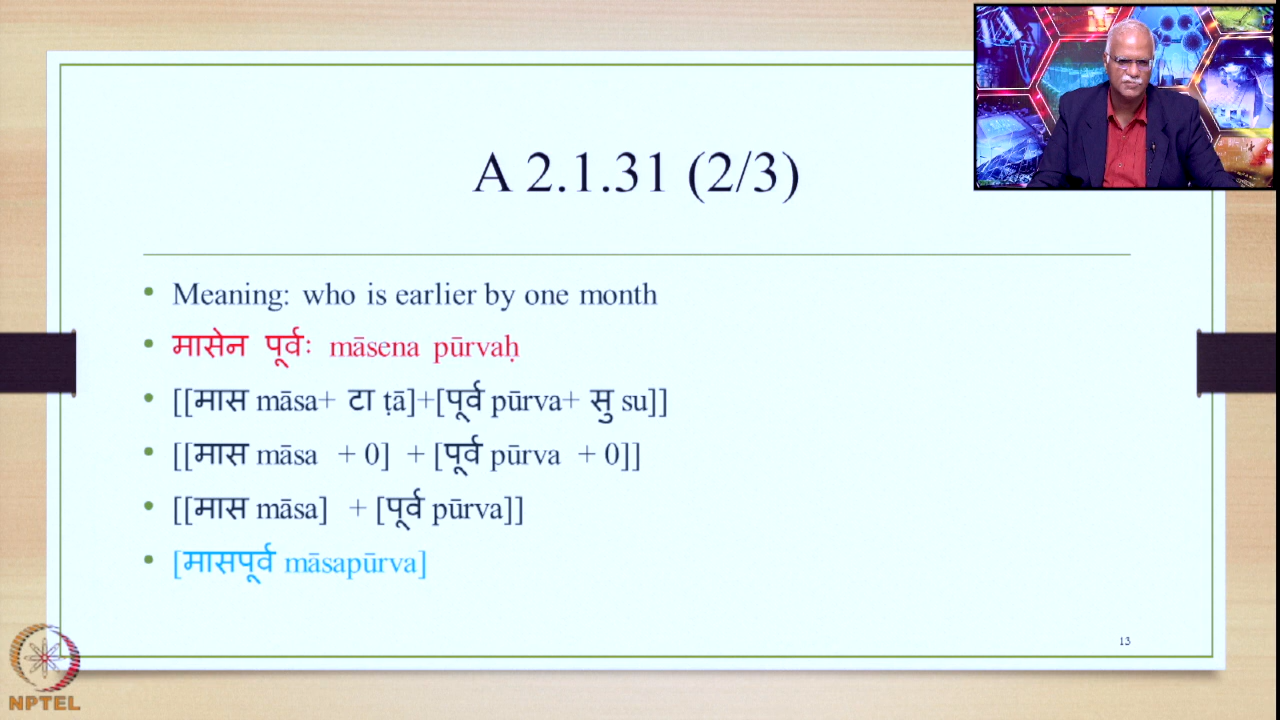 A 2.1.31 (2/3)
Meaning: who is earlier by one month
मासेन पूर्वः māsena pūrvaḥ
[[मास māsa+ टा ṭā]+[पूर्व pūrva+ सु su]]
[[मास māsa + 0] + [पूर्व pūrva + 0]]
[[मास māsa] + [पूर्व pūrva]]
[मासपूर्व māsapūrva]
13
NPTEL